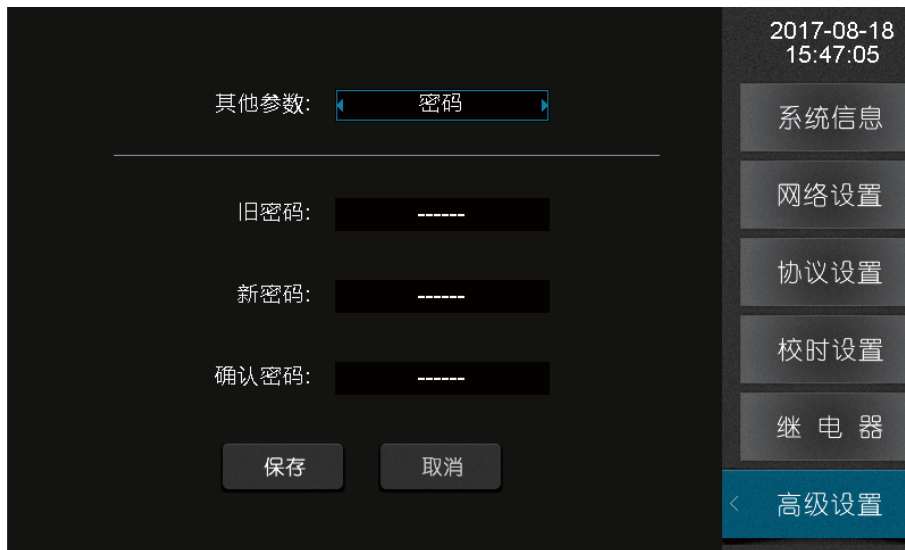 其他参数: 密码
旧密码: ------
新密码: ------
确认密码: ------
保存 取消
2017-08-18
15:47:05
系统信息
网络设置
协议设置
校时设置
继 电 器
< 高级设置